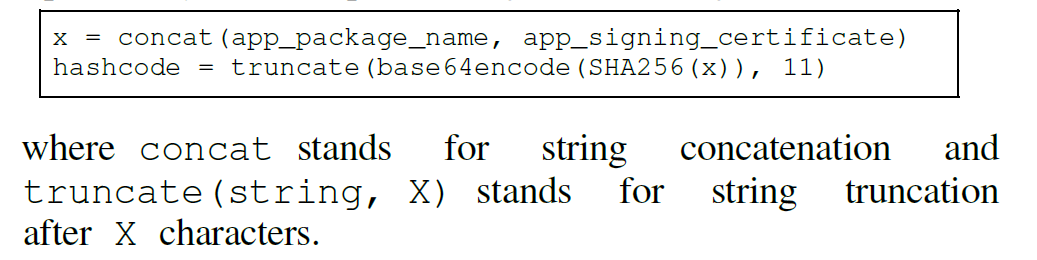 x = concat(app_package_name, app_signing_certificate)
hashcode = truncate(base64encode(SHA256(x)), 11)
where concat stands for string concatenation and
truncate(string, X) stands for string truncation
after X characters.